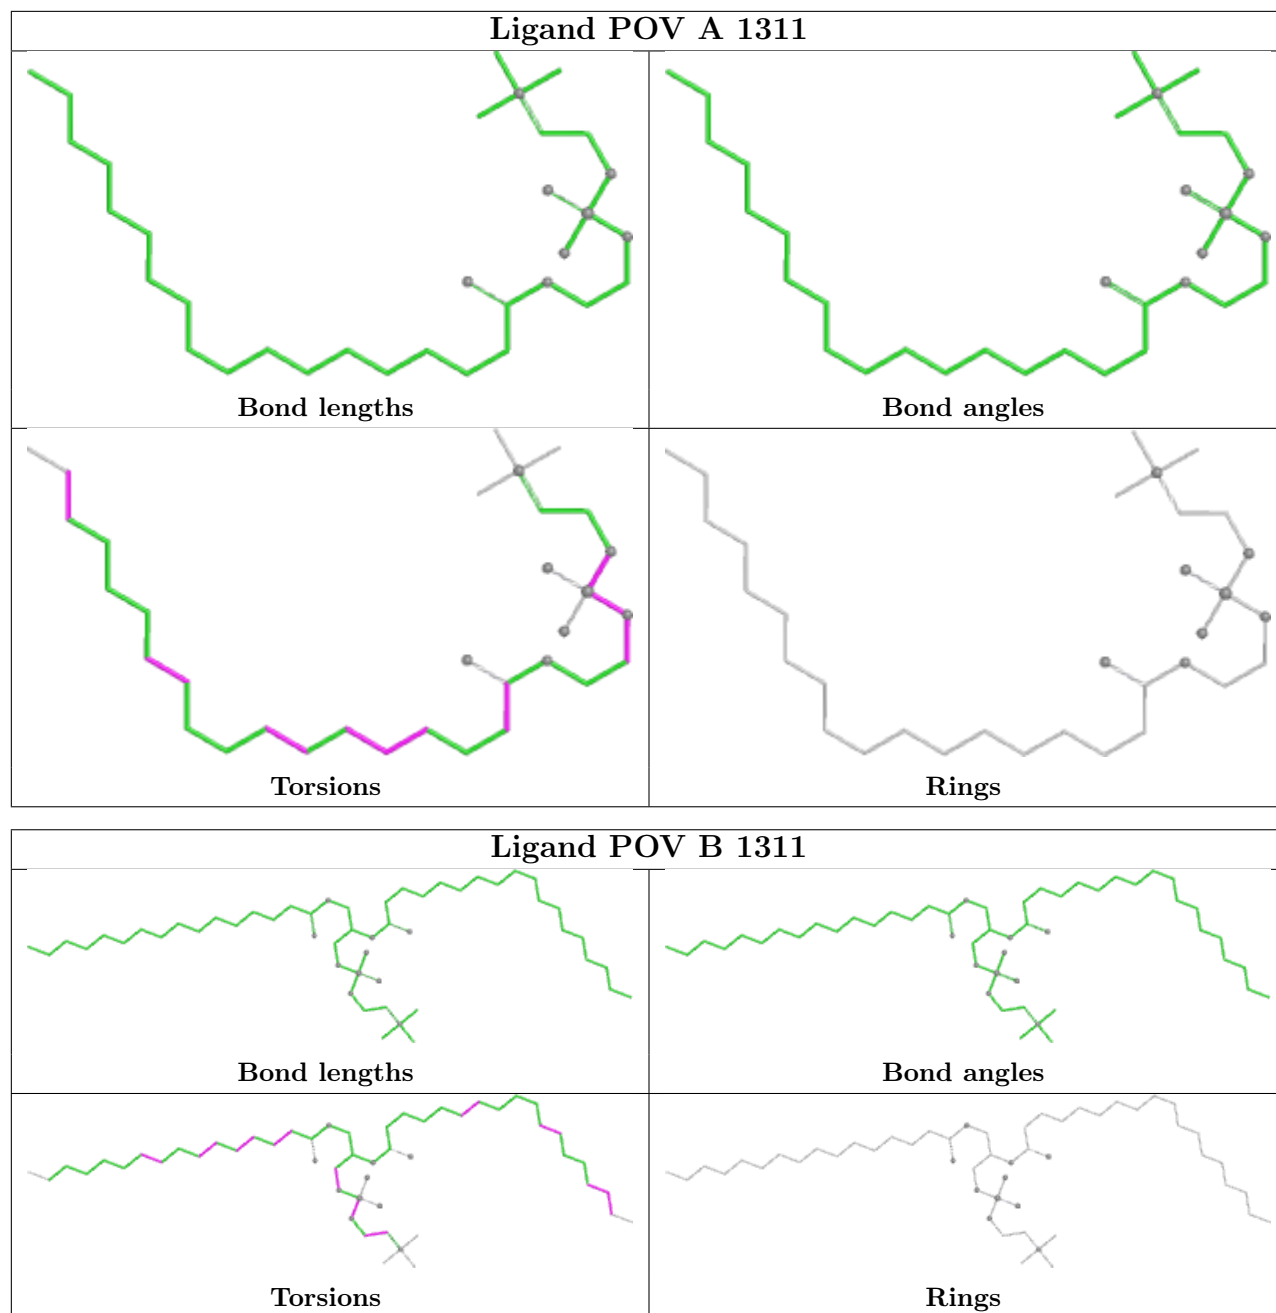 Ligand POV A 1311
Bond lengths
Bond angles
Torsions
Rings
Ligand POV B 1311
Bond lengths
Bond angles
Torsions
Rings